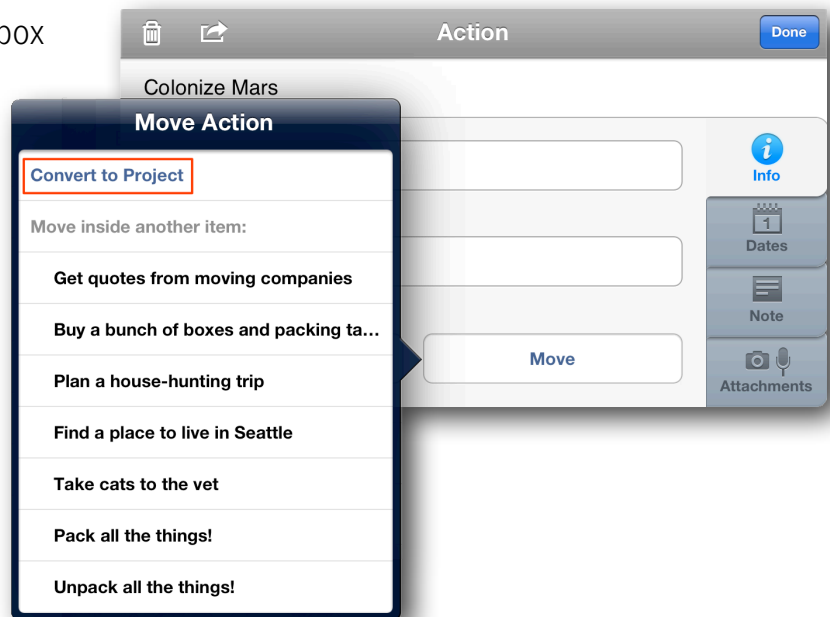 box
Action
Done
Colonize Mars
Move Action
Convert to Project
Move inside another item:
Get quotes from moving companies
Buy a bunch of boxes and packing ta...
Plan a house-hunting trip
Find a place to live in Seattle
Take cats to the vet
Pack all the things!
Unpack all the things!
Move
Info
1
Dates
Note
Attachments